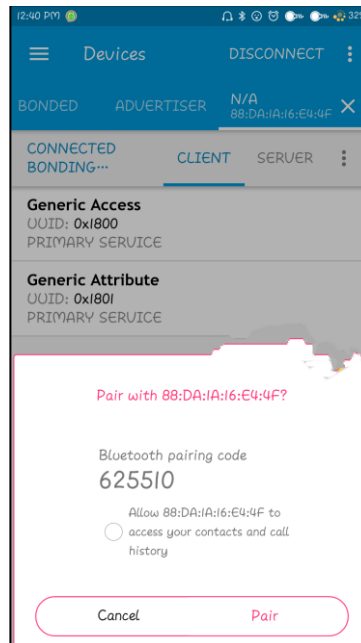 12:40 PM
32%
Devices
DISCONNECT
BONDED
ADVERTISER
N/A
88:DA:1A:16:E4:4F
CONNECTED
BONDING...
CLIENT
SERVER
Generic Access
UUID: 0x1800
PRIMARY SERVICE
Generic Attribute
UUID: 0x1801
PRIMARY SERVICE
Pair with 88:DA:1A:16:E4:4F?
Bluetooth pairing code
625510
Allow 88:DA:1A:16:E4:4F to
access your contacts and call
history
Cancel
Pair